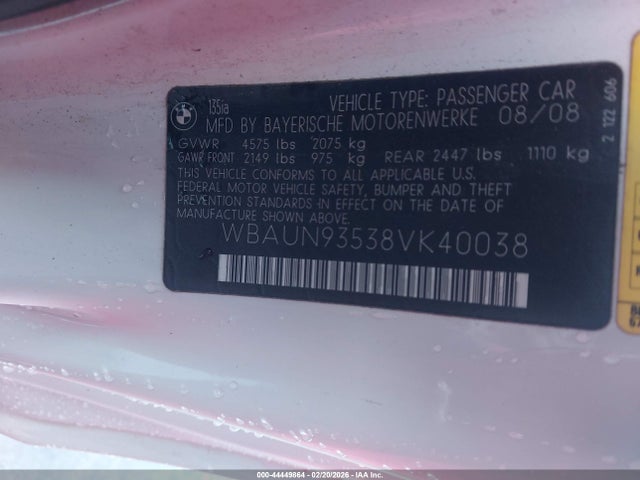 135ia
VEHICLE TYPE: PASSENGER CAR
MFD BY BAYERISCHE MOTORENWERKE 08/08
GVWR 4575 lbs 2075 kg
GAWR FRONT 2149 lbs 975 kg REAR 2447 lbs 1110 kg
THIS VEHICLE CONFORMS TO ALL APPLICABLE U.S.
FEDERAL MOTOR VEHICLE SAFETY, BUMPER AND THEFT
PREVENTION STANDARDS IN EFFECT ON THE DATE OF
MANUFACTURE SHOWN ABOVE.
WBAUN93538VK40038
2 122 606
000-44449864 - 02/20/2026 - IAA Inc.